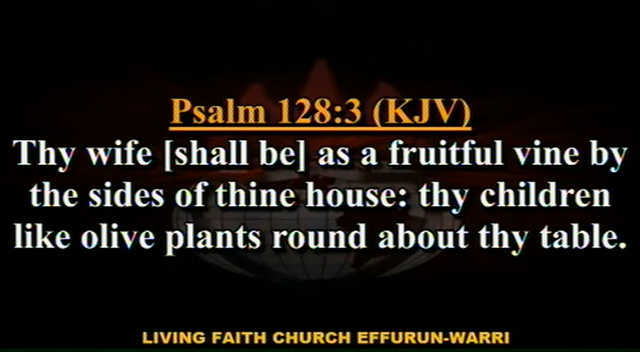 Psalm 128:3 (KJV)
Thy wife [shall be] as a fruitful vine by
the sides of thine house: thy children
like olive plants round about thy table.
LIVING FAITH CHURCH EFFURUN-WARRI